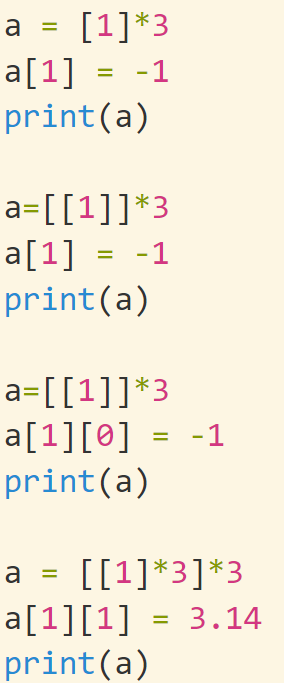 a = [1]*3
a[1] = -1
print(a)
a=[[1]]*3
a[1] = -1
print(a)
a=[[1]]*3
a[1][0] = -1
print(a)
a = [[1]*3]*3
a[1][1] = 3.14
print(a)